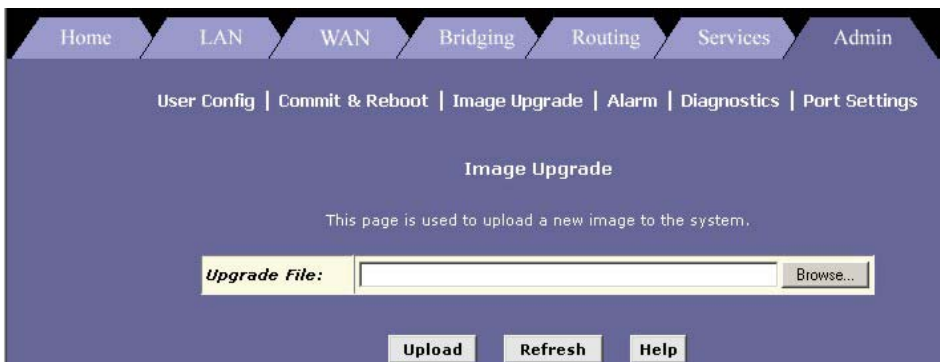 Home LAN WAN Bridging Routing Services Admin
User Config | Commit & Reboot | Image Upgrade | Alarm | Diagnostics | Port Settings
Image Upgrade
This page is used to upload a new image to the system.
Upgrade File: Browse...
Upload Refresh Help